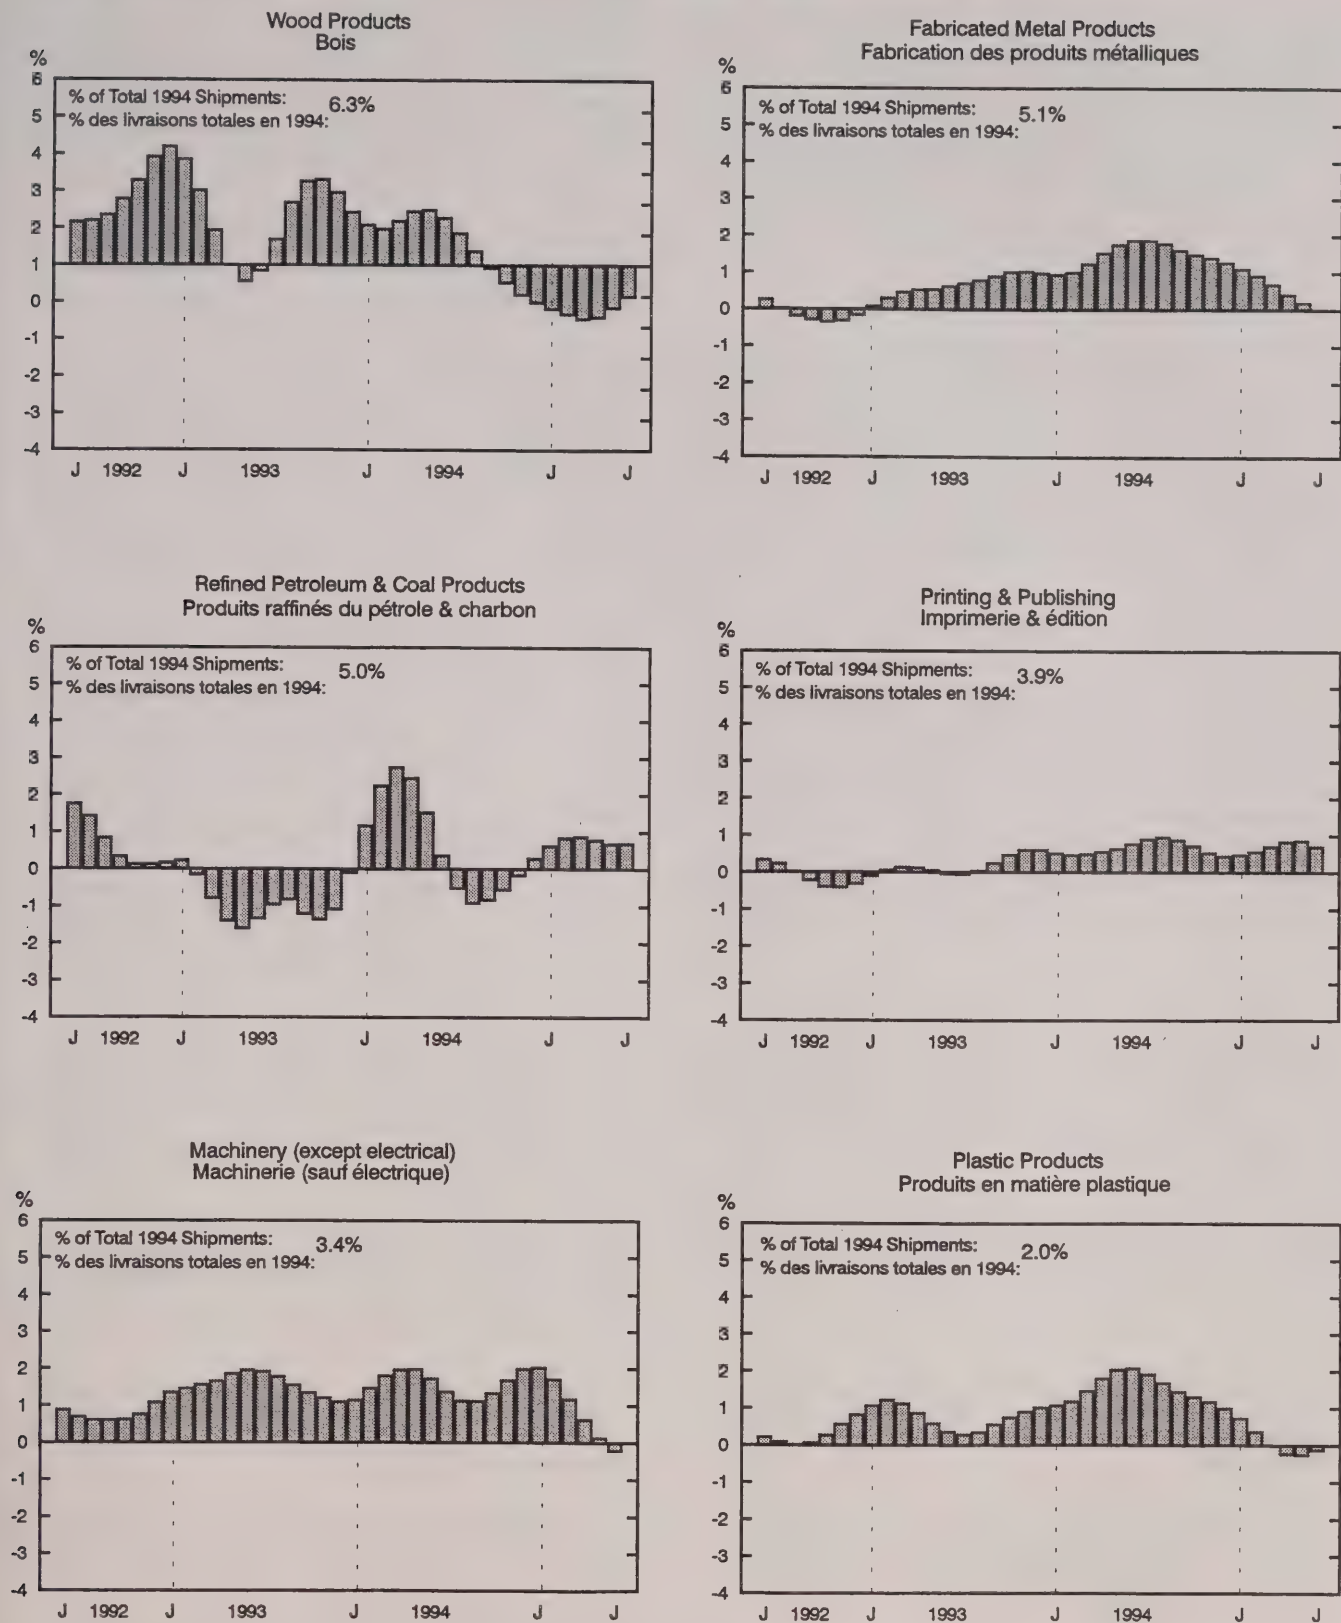 Wood Products
Bois
%
% of Total 1994 Shipments: 6.3%
% des livraisons totales en 1994:
6
5
4
3
2
1
0
-1
-2
-3
-4
J 1992 J 1993 J 1994 J J
Fabricated Metal Products
Fabrication des produits métalliques
%
% of Total 1994 Shipments: 5.1%
% des livraisons totales en 1994:
6
5
4
3
2
1
0
-1
-2
-3
-4
J 1992 J 1993 J 1994 J J
Refined Petroleum & Coal Products
Produits raffinés du pétrole & charbon
%
% of Total 1994 Shipments: 5.0%
% des livraisons totales en 1994:
6
5
4
3
2
1
0
-1
-2
-3
-4
J 1992 J 1993 J 1994 J J
Printing & Publishing
Imprimerie & édition
%
% of Total 1994 Shipments: 3.9%
% des livraisons totales en 1994:
6
5
4
3
2
1
0
-1
-2
-3
-4
J 1992 J 1993 J 1994 J J
Machinery (except electrical)
Machinerie (sauf électrique)
%
% of Total 1994 Shipments: 3.4%
% des livraisons totales en 1994:
6
5
4
3
2
1
0
-1
-2
-3
-4
J 1992 J 1993 J 1994 J J
Plastic Products
Produits en matière plastique
%
% of Total 1994 Shipments: 2.0%
% des livraisons totales en 1994:
6
5
4
3
2
1
0
-1
-2
-3
-4
J 1992 J 1993 J 1994 J J